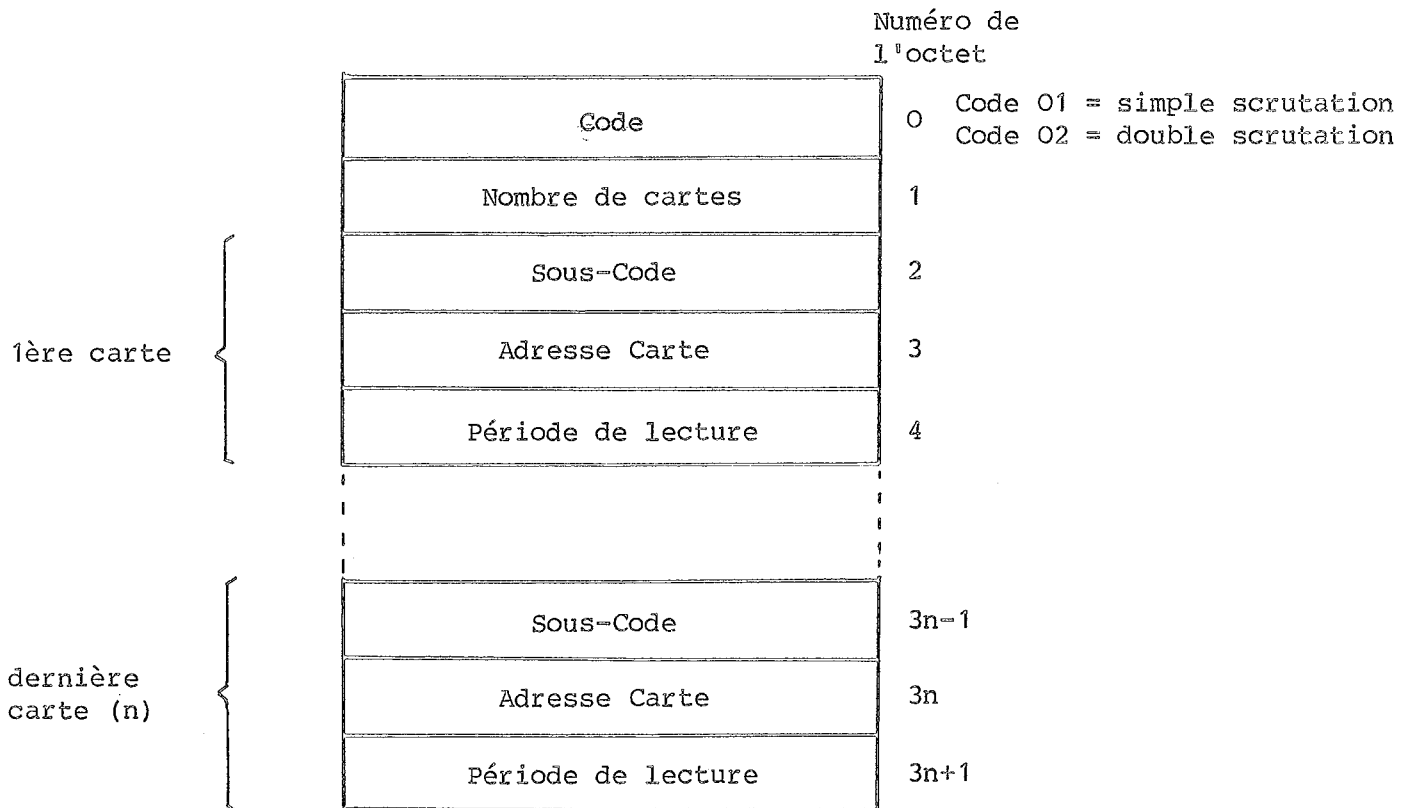 Numéro de
l'octet
Code
0
Code 01 = simple scrutation
Code 02 = double scrutation
Nombre de cartes
1
1ère carte
Sous-Code
2
Adresse Carte
3
Période de lecture
4
dernière
carte (n)
Sous-Code
3n-1
Adresse Carte
3n
Période de lecture
3n+1